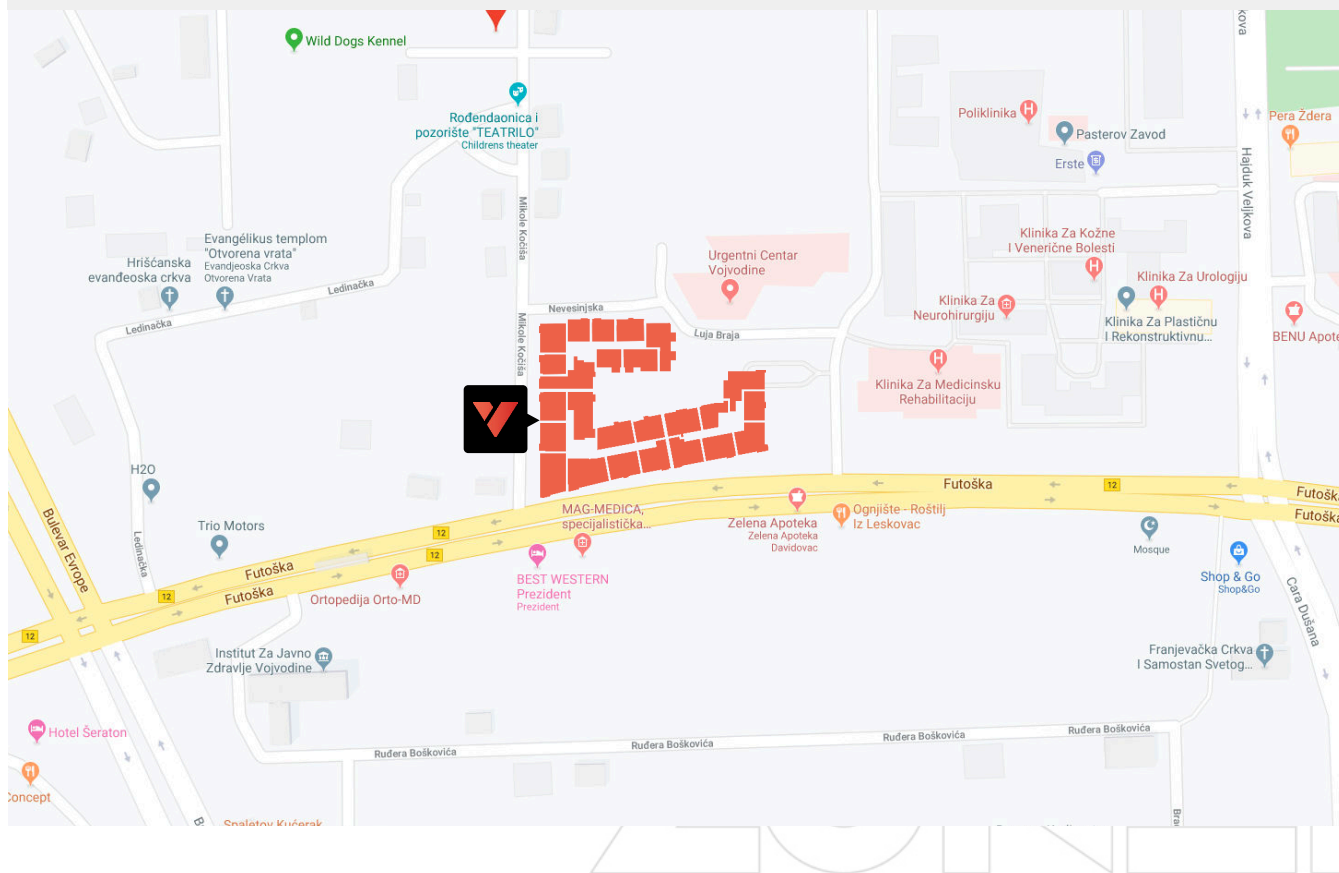 Wild Dogs Kennel
Rođendaonica i
pozorište "TEATRILO"
Childrens theater
Poliklinika
Pasterov Zavod
Erste
Pera Ždera
Hajduk Veljkova
Mikole Kočiša
Evangélikus templom
"Otvorena vrata"
Evandjeoska Crkva
Otvorena Vrata
Hrišćanska
evanđeoska crkva
Ledinačka
Ledinačka
Urgentni Centar
Vojvodine
Klinika Za Kožne
I Venerične Bolesti
Klinika Za Urologiju
Klinika Za
Neurohirurgiju
Klinika Za Plastičnu
I Rekonstruktivnu...
BENU Apote
Nevesinjska
Luja Braja
Mikole Kočiša
Klinika Za Medicinsku
Rehabilitaciju
H2O
Trio Motors
Bulevar Evrope
Ledinačka
MAG-MEDICA,
specijalistička...
Zelena Apoteka
Zelena Apoteka
Davidovac
Ognjište - Roštilj
Iz Leskovac
Futoška
12
Futošk
Futoška
Mosque
12
12
Futoška
Futoška
12
12
BEST WESTERN
Prezident
Prezident
Ortopedija Orto-MD
Shop & Go
Shop&Go
Cara Dušana
Institut Za Javno
Zdravlje Vojvodine
Franjevačka Crkva
I Samostan Svetog...
Hotel Šeraton
Ruđera Boškovića
Ruđera Boškovića
Ruđera Boškovića
Ruđera Boškovića
Concept
Spaletov Kućerak